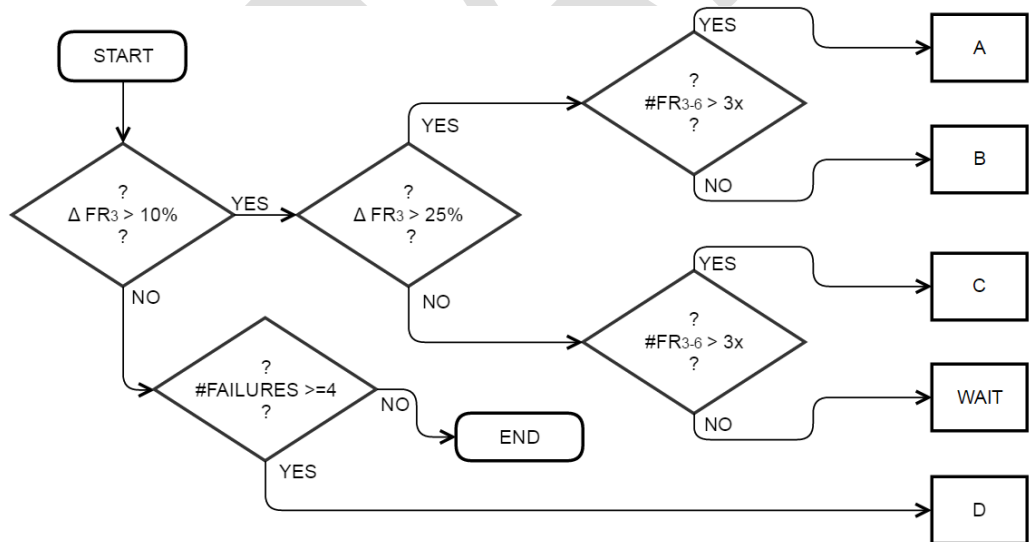 START
?
Δ FR3 > 10%
?
YES
NO
?
Δ FR3 > 25%
?
YES
NO
?
#FR3-6 > 3x
?
YES
NO
A
B
?
#FR3-6 > 3x
?
YES
NO
C
WAIT
?
#FAILURES >=4
?
NO
YES
END
D